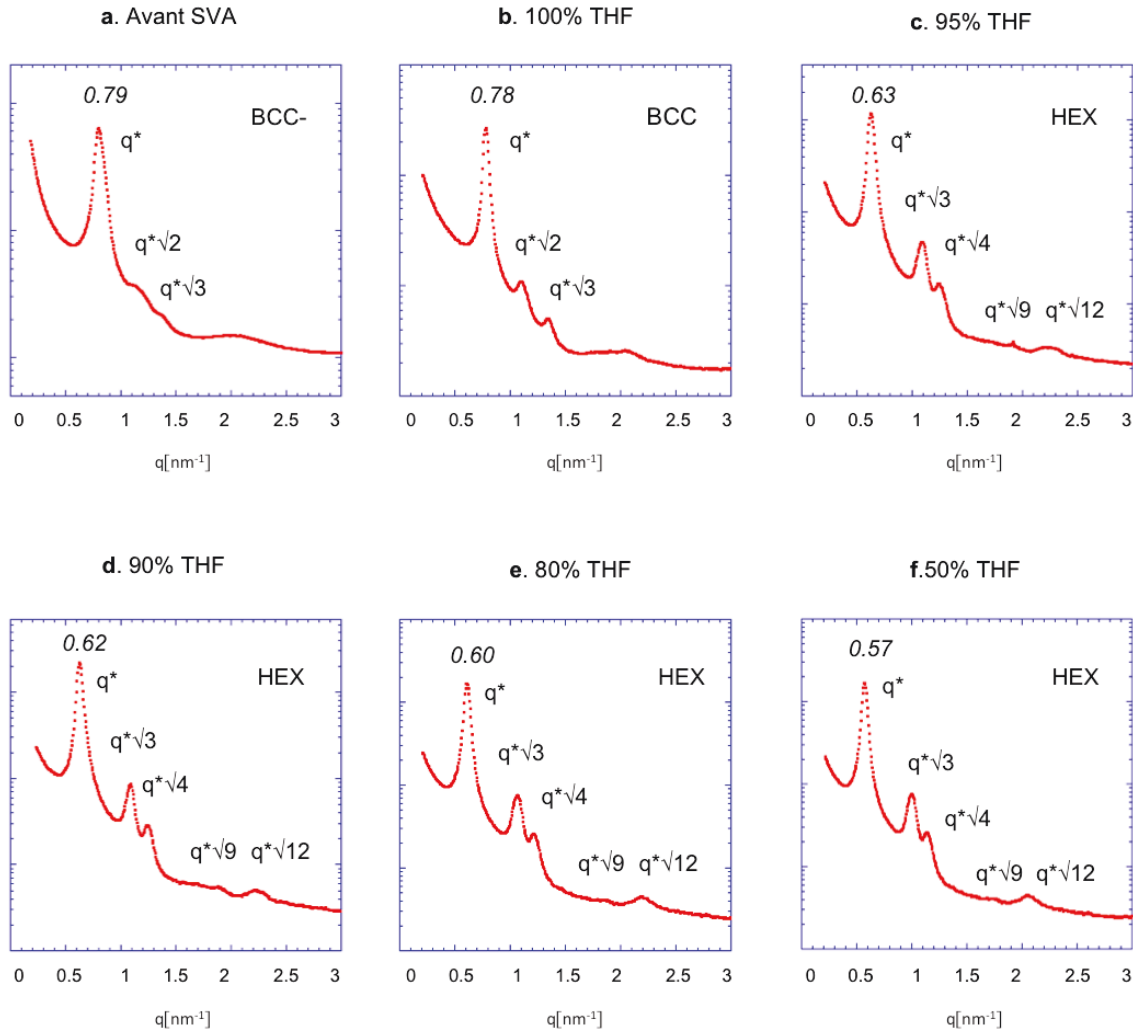 a. Avant SVA
b. 100% THF
c. 95% THF
0.79
BCC-
q*
q*√2
q*√3
0 0.5 1 1.5 2 2.5 3
q[nm⁻¹]
0.78
BCC
q*
q*√2
q*√3
0 0.5 1 1.5 2 2.5 3
q[nm⁻¹]
0.63
HEX
q*
q*√3
q*√4
q*√9 q*√12
0 0.5 1 1.5 2 2.5 3
q[nm⁻¹]
d. 90% THF
e. 80% THF
f.50% THF
0.62
HEX
q*
q*√3
q*√4
q*√9 q*√12
0 0.5 1 1.5 2 2.5 3
q[nm⁻¹]
0.60
HEX
q*
q*√3
q*√4
q*√9 q*√12
0 0.5 1 1.5 2 2.5 3
q[nm⁻¹]
0.57
HEX
q*
q*√3
q*√4
q*√9 q*√12
0 0.5 1 1.5 2 2.5 3
q[nm⁻¹]